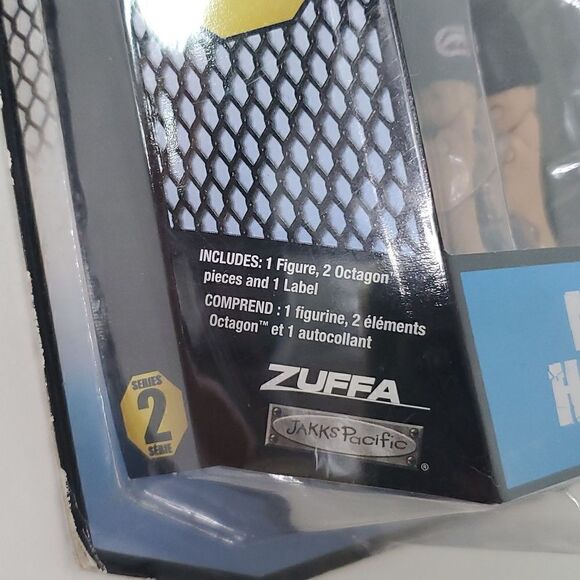 INCLUDES: 1 Figure, 2 Octagon
pieces and 1 Label
COMPREND : 1 figurine, 2 éléments
Octagon™ et 1 autocollant
ZUFFA
JAKKS Pacific
®
SERIES
2
SÉRIE
H